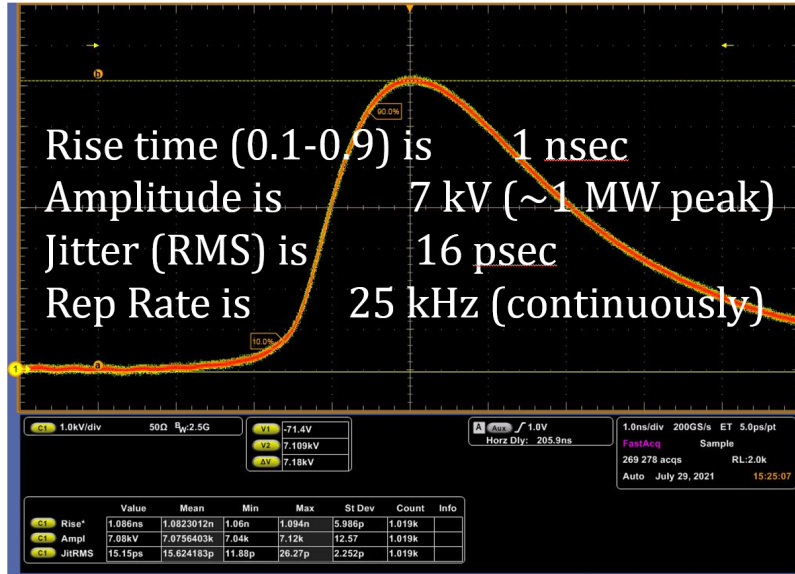 b
90.0%
Rise time (0.1-0.9) is 1 nsec
Amplitude is 7 kV (~1 MW peak)
Jitter (RMS) is 16 psec
Rep Rate is 25 kHz (continuously)
10.0%
1 a
C1 1.0kV/div 50Ω BW:2.5G
V1 -71.4V
V2 7.109kV
ΔV 7.18kV
A Aux 1.0V
Horz Dly: 205.9ns
1.0ns/div 200GS/s ET 5.0ps/pt
FastAcq Sample
269 278 acqs RL:2.0k
Auto July 29, 2021 15:25:07
Value Mean Min Max St Dev Count Info
C1 Rise* 1.086ns 1.0823012n 1.06n 1.094n 5.986p 1.019k
C1 Ampl 7.08kV 7.0756403k 7.04k 7.12k 12.57 1.019k
C1 JitRMS 15.15ps 15.624183p 11.88p 26.27p 2.252p 1.019k